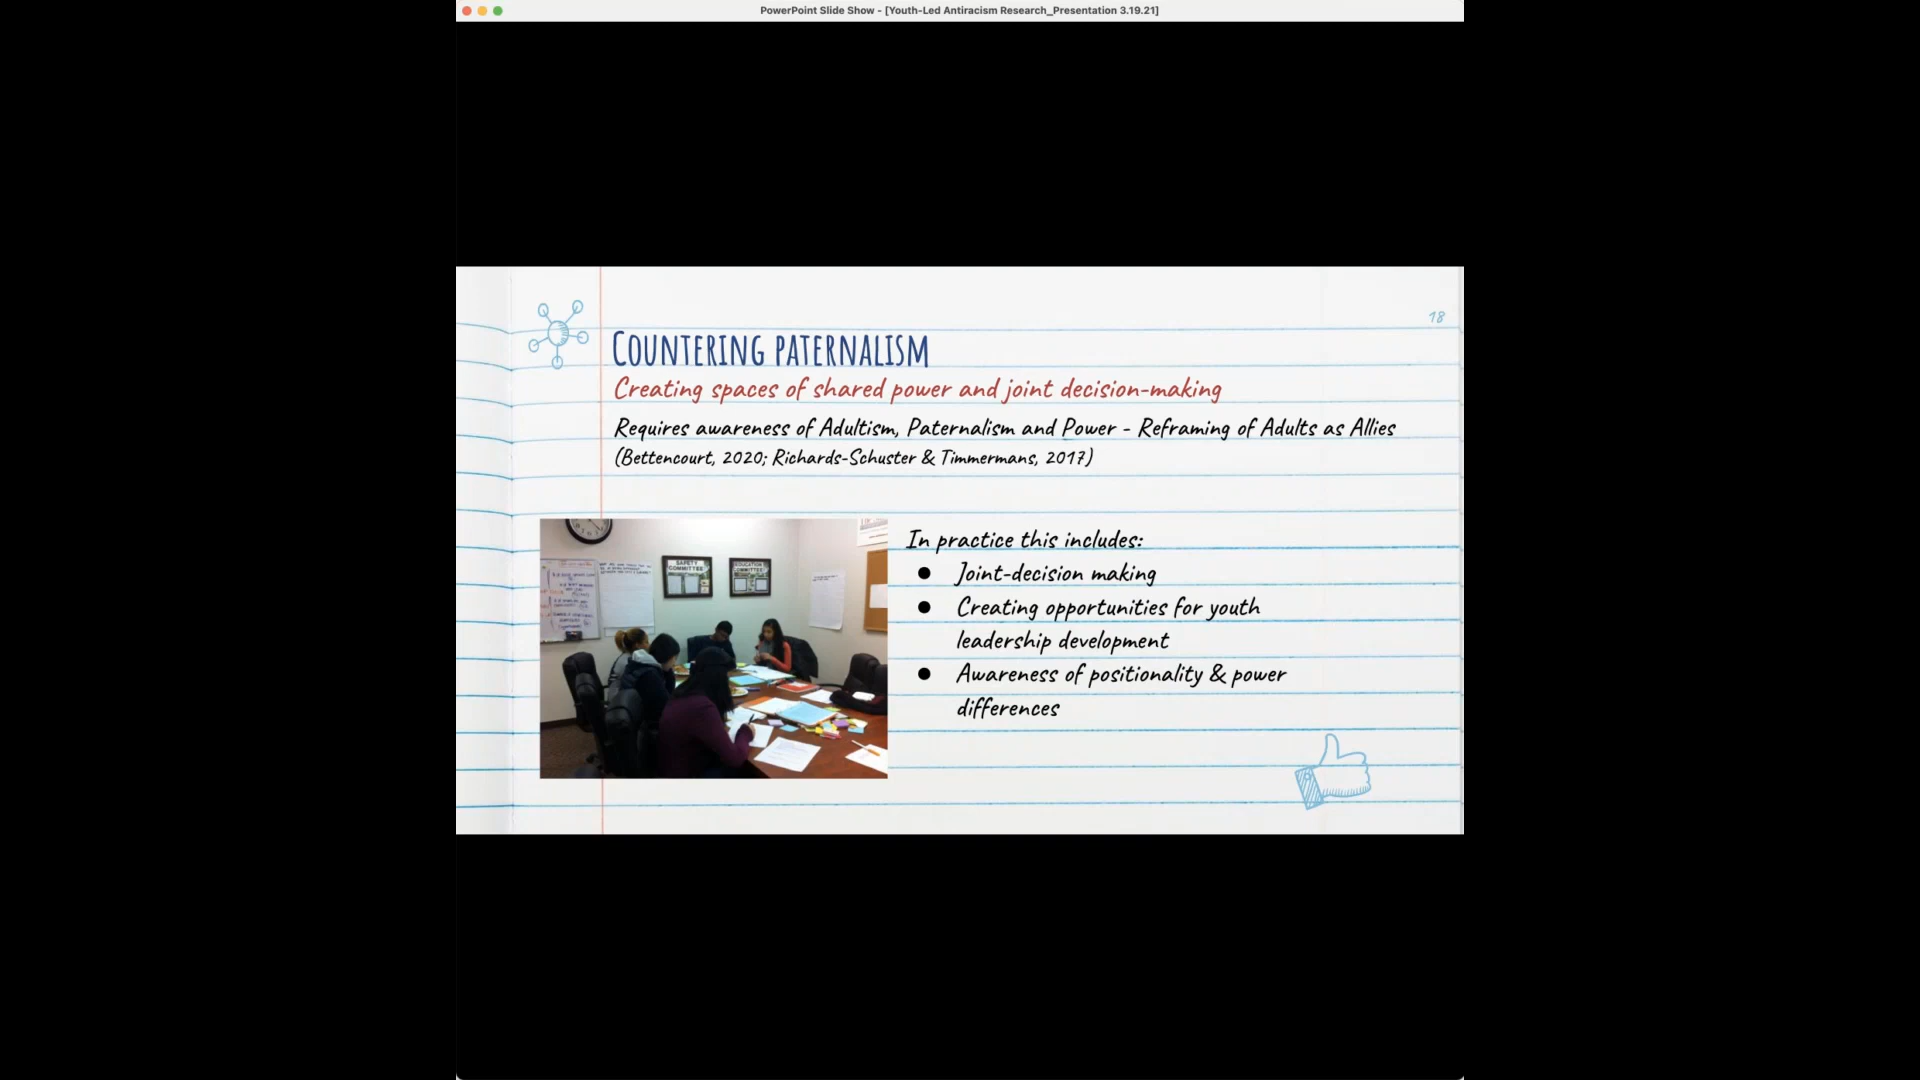 PowerPoint Slide Show - [Youth-Led Antiracism Research_Presentation 3.19.21]
18
COUNTERING PATERNALISM
Creating spaces of shared power and joint decision-making
Requires awareness of Adultism, Paternalism and Power - Reframing of Adults as Allies
(Bettencourt, 2020; Richards-Schuster & Timmermans, 2017)
SAFETY
COMMITTEE
EDUCATION
COMMITTEE
In practice this includes:
● Joint-decision making
● Creating opportunities for youth
leadership development
● Awareness of positionality & power
differences